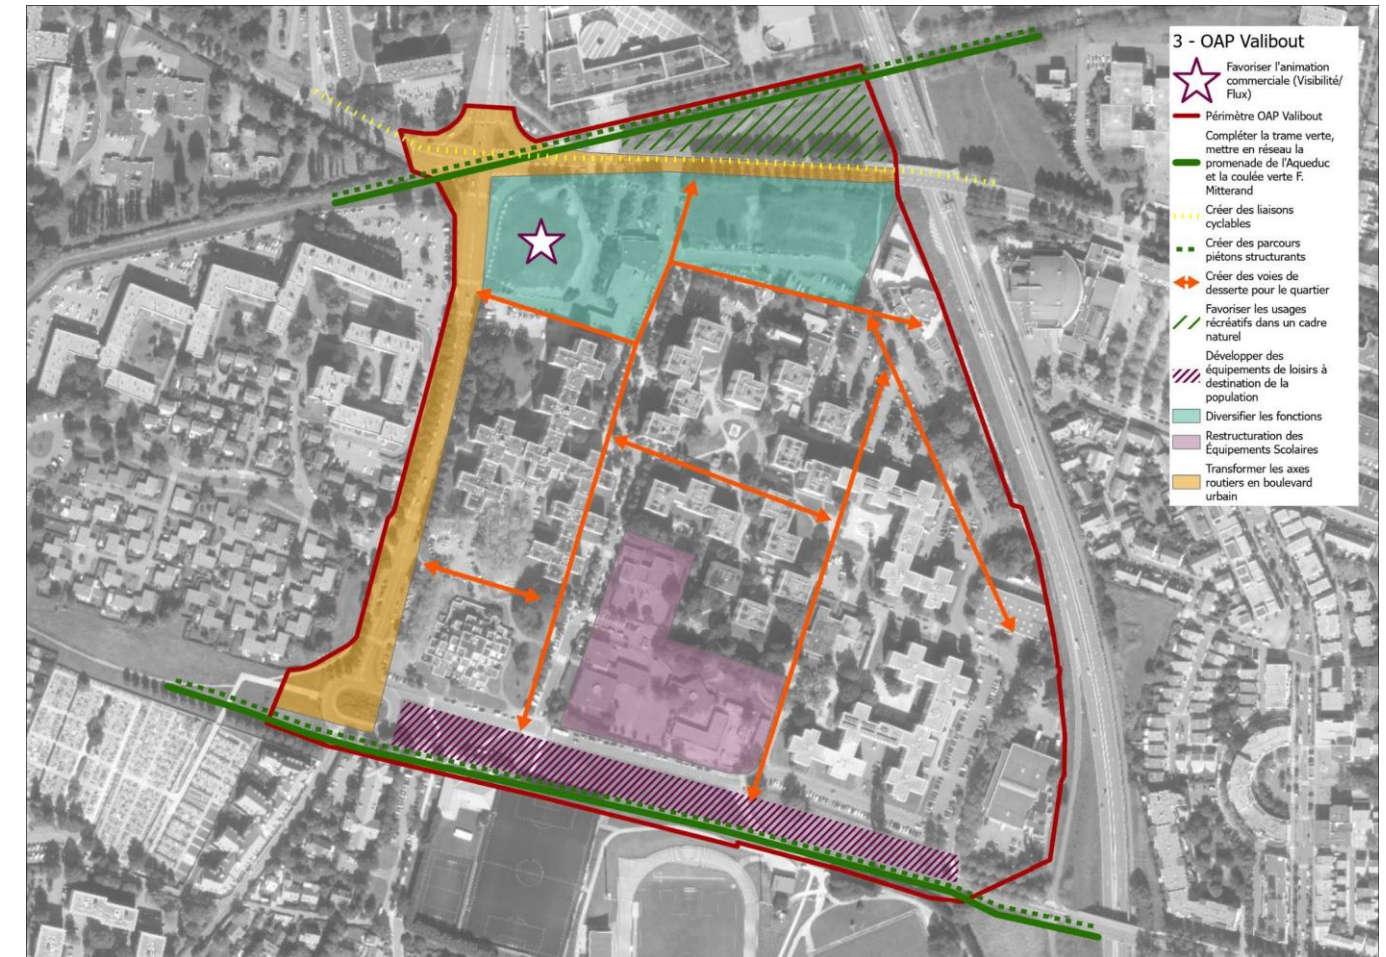 3 - OAP Valibout
Favoriser l'animation
commerciale (Visibilité/
Flux)
Périmètre OAP Valibout
Compléter la trame verte,
mettre en réseau la
promenade de l'Aqueduc
et la coulée verte F.
Mitterand
Créer des liaisons
cyclables
Créer des parcours
piétons structurants
Créer des voies de
desserte pour le quartier
Favoriser les usages
récréatifs dans un cadre
naturel
Développer des
équipements de loisirs à
destination de la
population
Diversifier les fonctions
Restructuration des
Équipements Scolaires
Transformer les axes
routiers en boulevard
urbain